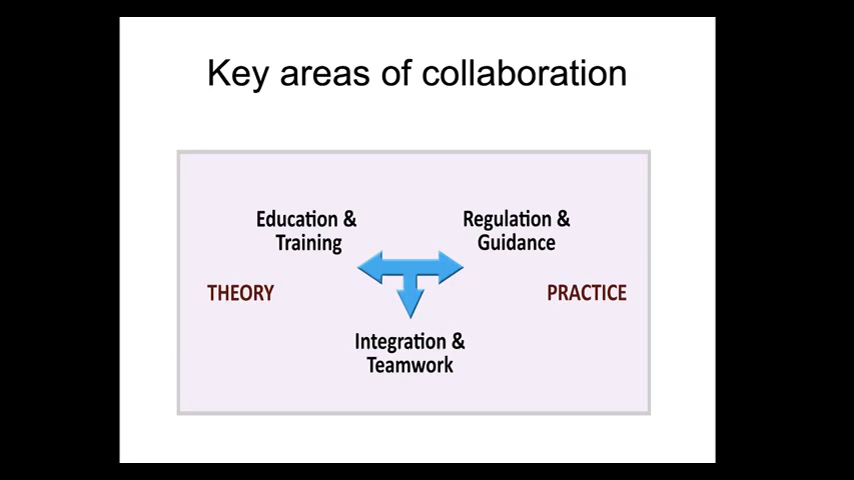 Key areas of collaboration
Education &
Training
Regulation &
Guidance
THEORY
PRACTICE
Integration &
Teamwork